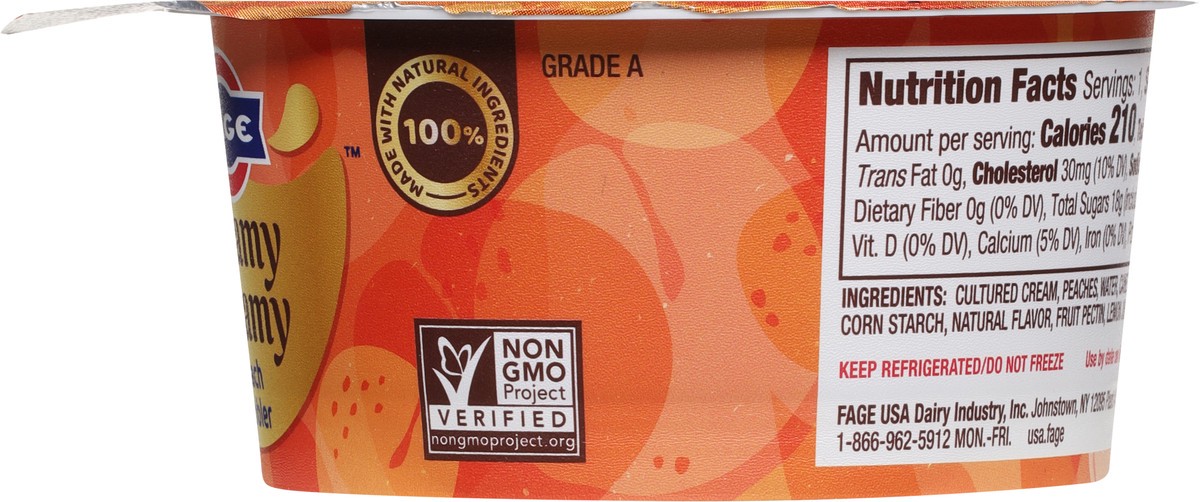 GE
™
amy
amy
ch
bler
MADE WITH NATURAL INGREDIENTS
100%
GRADE A
NON
GMO
Project
VERIFIED
nongmoproject.org
Nutrition Facts Servings: 1,
Amount per serving: Calories 210,
Trans Fat 0g, Cholesterol 30mg (10% DV),
Dietary Fiber 0g (0% DV), Total Sugars 18g
Vit. D (0% DV), Calcium (5% DV), Iron (0% DV),
INGREDIENTS: CULTURED CREAM, PEACHES, WATER,
CORN STARCH, NATURAL FLAVOR, FRUIT PECTIN, LEMON
KEEP REFRIGERATED/DO NOT FREEZE Use by date
FAGE USA Dairy Industry, Inc. Johnstown, NY 12095
1-866-962-5912 MON.-FRI. usa.fage